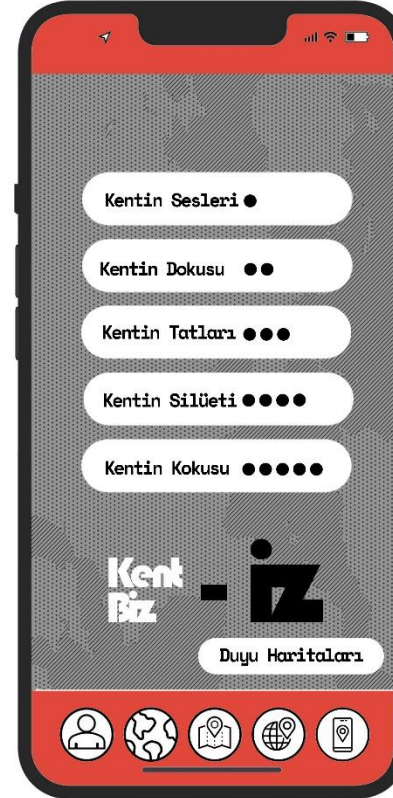 Kentin Sesleri
Kentin Dokusu
Kentin Tatları
Kentin Silüeti
Kentin Kokusu
Kent
Biz
- iz
Duyu Haritaları